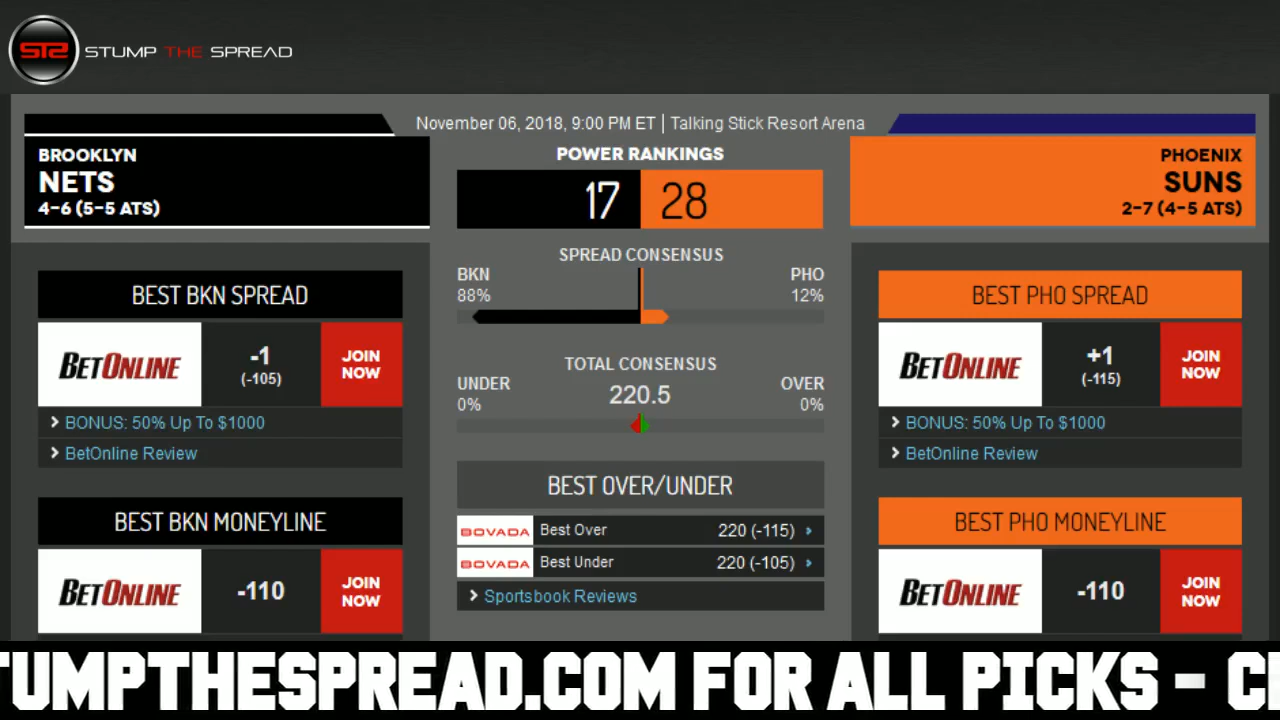 STS STUMP THE SPREAD
November 06, 2018, 9:00 PM ET | Talking Stick Resort Arena
BROOKLYN
NETS
4-6 (5-5 ATS)
POWER RANKINGS
17 28
PHOENIX
SUNS
2-7 (4-5 ATS)
BEST BKN SPREAD
BETONLINE
-1
(-105)
JOIN
NOW
BONUS: 50% Up To $1000
BetOnline Review
BEST BKN MONEYLINE
BETONLINE
-110
JOIN
NOW
SPREAD CONSENSUS
BKN PHO
88% 12%
TOTAL CONSENSUS
UNDER 220.5 OVER
0% 0%
BEST OVER/UNDER
BOVADA Best Over 220 (-115)
BOVADA Best Under 220 (-105)
Sportsbook Reviews
BEST PHO SPREAD
BETONLINE
+1
(-115)
JOIN
NOW
BONUS: 50% Up To $1000
BetOnline Review
BEST PHO MONEYLINE
BETONLINE
-110
JOIN
NOW
TUMPTHESPREAD.COM FOR ALL PICKS -